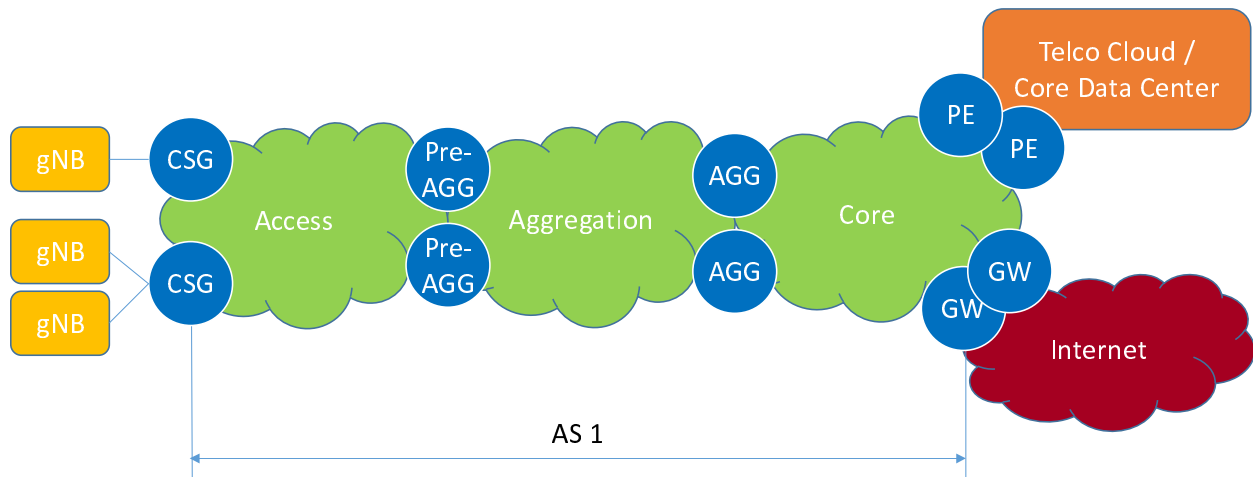 Telco Cloud /
Core Data Center
PE
PE
gNB
CSG
Pre-
AGG
AGG
Access
Aggregation
Core
gNB
CSG
Pre-
AGG
AGG
GW
GW
gNB
Internet
AS 1